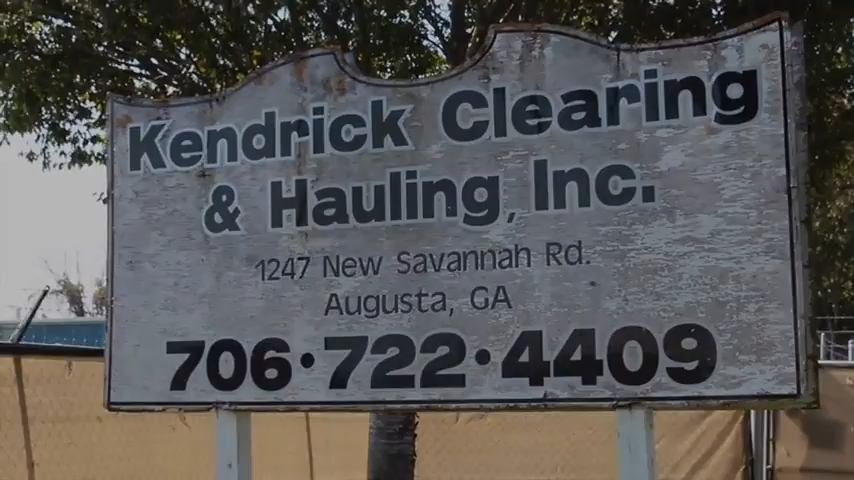 Kendrick Clearing
& Hauling, Inc.
1247 New Savannah Rd.
Augusta, GA
706•722•4409